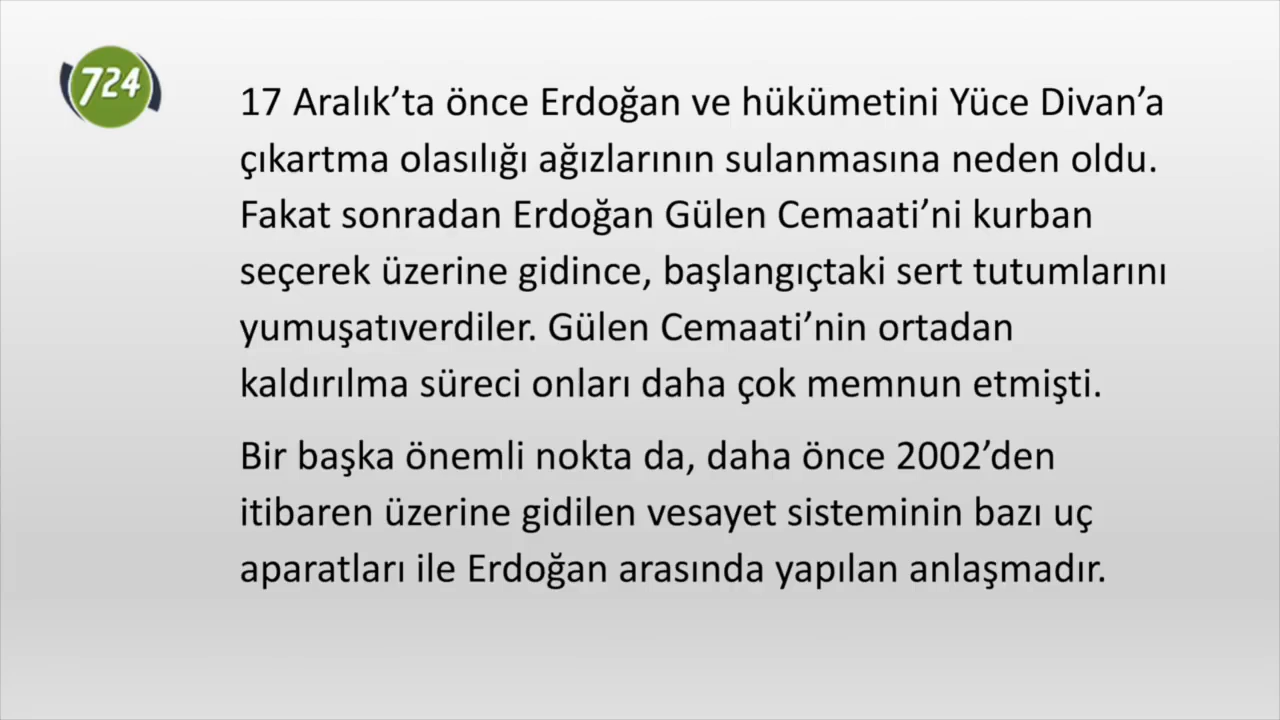 724
17 Aralık’ta önce Erdoğan ve hükümetini Yüce Divan’a
çıkartma olasılığı ağızlarının sulanmasına neden oldu.
Fakat sonradan Erdoğan Gülen Cemaati’ni kurban
seçerek üzerine gidince, başlangıçtaki sert tutumlarını
yumuşatıverdiler. Gülen Cemaati’nin ortadan
kaldırılma süreci onları daha çok memnun etmişti.
Bir başka önemli nokta da, daha önce 2002’den
itibaren üzerine gidilen vesayet sisteminin bazı uç
aparatları ile Erdoğan arasında yapılan anlaşmadır.